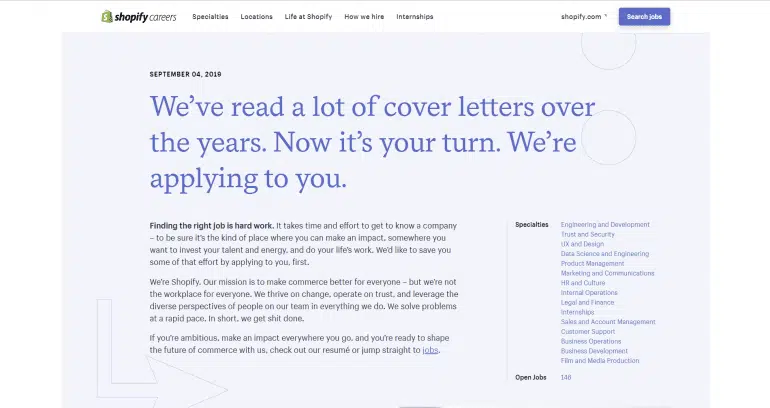 shopify careers
Specialties
Locations
Life at Shopify
How we hire
Internships
shopify.com
Search jobs
SEPTEMBER 04, 2019
We've read a lot of cover letters over
the years. Now it's your turn. We're
applying to you.
Finding the right job is hard work. It takes time and effort to get to know a company
– to be sure it's the kind of place where you can make an impact, somewhere you
want to invest your talent and energy, and do your life's work. We'd like to save you
some of that effort by applying to you, first.
We're Shopify. Our mission is to make commerce better for everyone – but we're not
the workplace for everyone. We thrive on change, operate on trust, and leverage the
diverse perspectives of people on our team in everything we do. We solve problems
at a rapid pace. In short, we get shit done.
If you're ambitious, make an impact everywhere you go, and you're ready to shape
the future of commerce with us, check out our resumé or jump straight to jobs.
Specialties
Engineering and Development
Trust and Security
UX and Design
Data Science and Engineering
Product Management
Marketing and Communications
HR and Culture
Internal Operations
Legal and Finance
Internships
Sales and Account Management
Customer Support
Business Operations
Business Development
Film and Media Production
Open Jobs 146